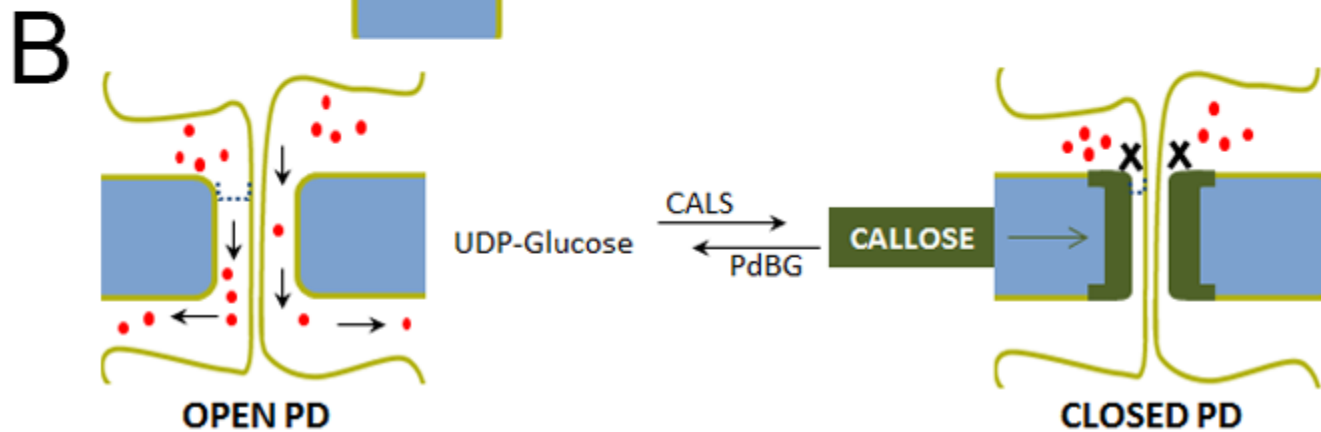 B
UDP-Glucose
CALS
PdBG
CALLOSE
X X
OPEN PD
CLOSED PD